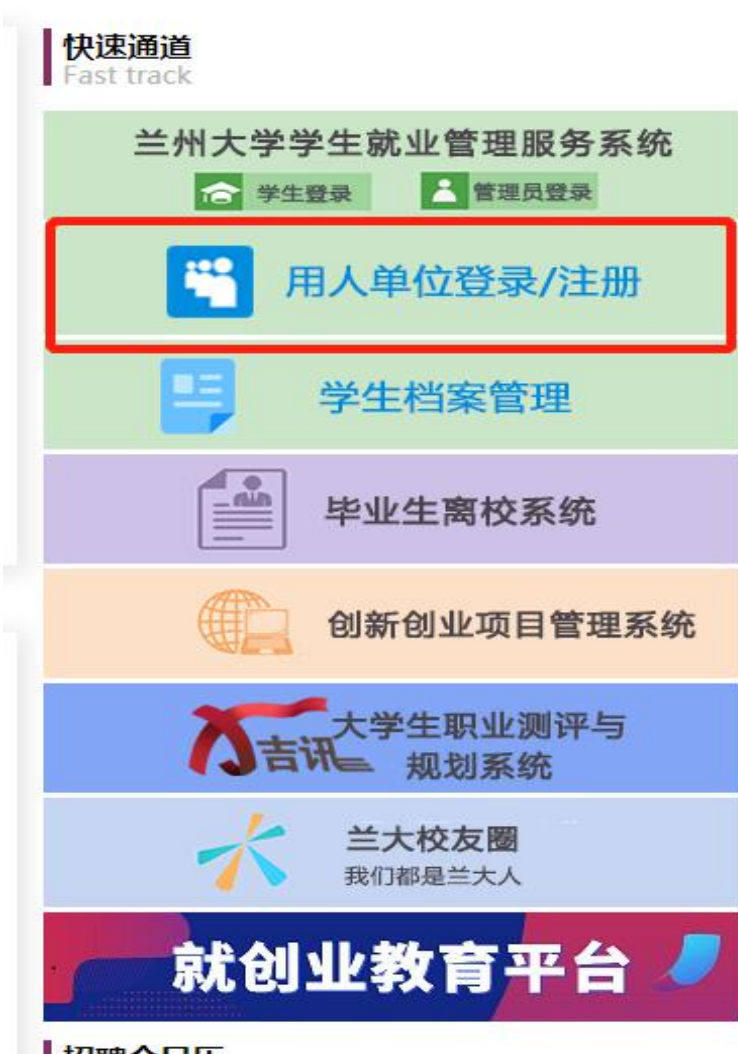 快速通道
Fast track
兰州大学学生就业管理服务系统
学生登录 管理员登录
用人单位登录/注册
学生档案管理
毕业生离校系统
创新创业项目管理系统
吉讯 大学生职业测评与
规划系统
兰大校友圈
我们都是兰大人
就创业教育平台